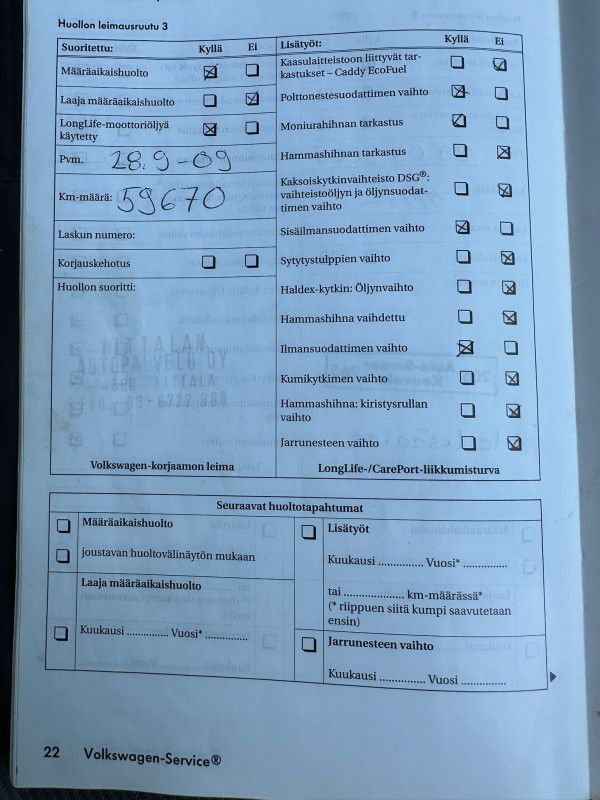 Huollon leimausruutu 3
Suoritettu: Kyllä Ei
Määräaikaishuolto
Laaja määräaikaishuolto
LongLife-moottoriöljyä
käytetty
Pvm. 28.9-09
Km-määrä: 59670
Laskun numero:
Korjauskehotus
Huollon suoritti:
IITTALAN
AUTOPALVELU OY
IITTALA
Volkswagen-korjaamon leima
Lisätyöt: Kyllä Ei
Kaasulaitteistoon liittyvät tar-
kastukset – Caddy EcoFuel
Polttonestesuodattimen vaihto
Moniurahihnan tarkastus
Hammashihnan tarkastus
Kaksoiskytkinvaihteisto DSG®:
vaihteistoöljyn ja öljynsuodat-
timen vaihto
Sisäilmansuodattimen vaihto
Sytytystulppien vaihto
Haldex-kytkin: Öljynvaihto
Hammashihna vaihdettu
Ilmansuodattimen vaihto
Kumikytkimen vaihto
Hammashihna: kiristysrullan
vaihto
Jarrunesteen vaihto
LongLife-/CarePort-liikkumisturva
Seuraavat huoltotapahtumat
Määräaikaishuolto
joustavan huoltovälinäytön mukaan
Laaja määräaikaishuolto
Kuukausi .............. Vuosi* ..............
Lisätyöt
Kuukausi ............... Vuosi* ...............
tai .................... km-määrässä*
(* riippuen siitä kumpi saavutetaan
ensin)
Jarrunesteen vaihto
Kuukausi ............... Vuosi ...............
22 Volkswagen-Service®